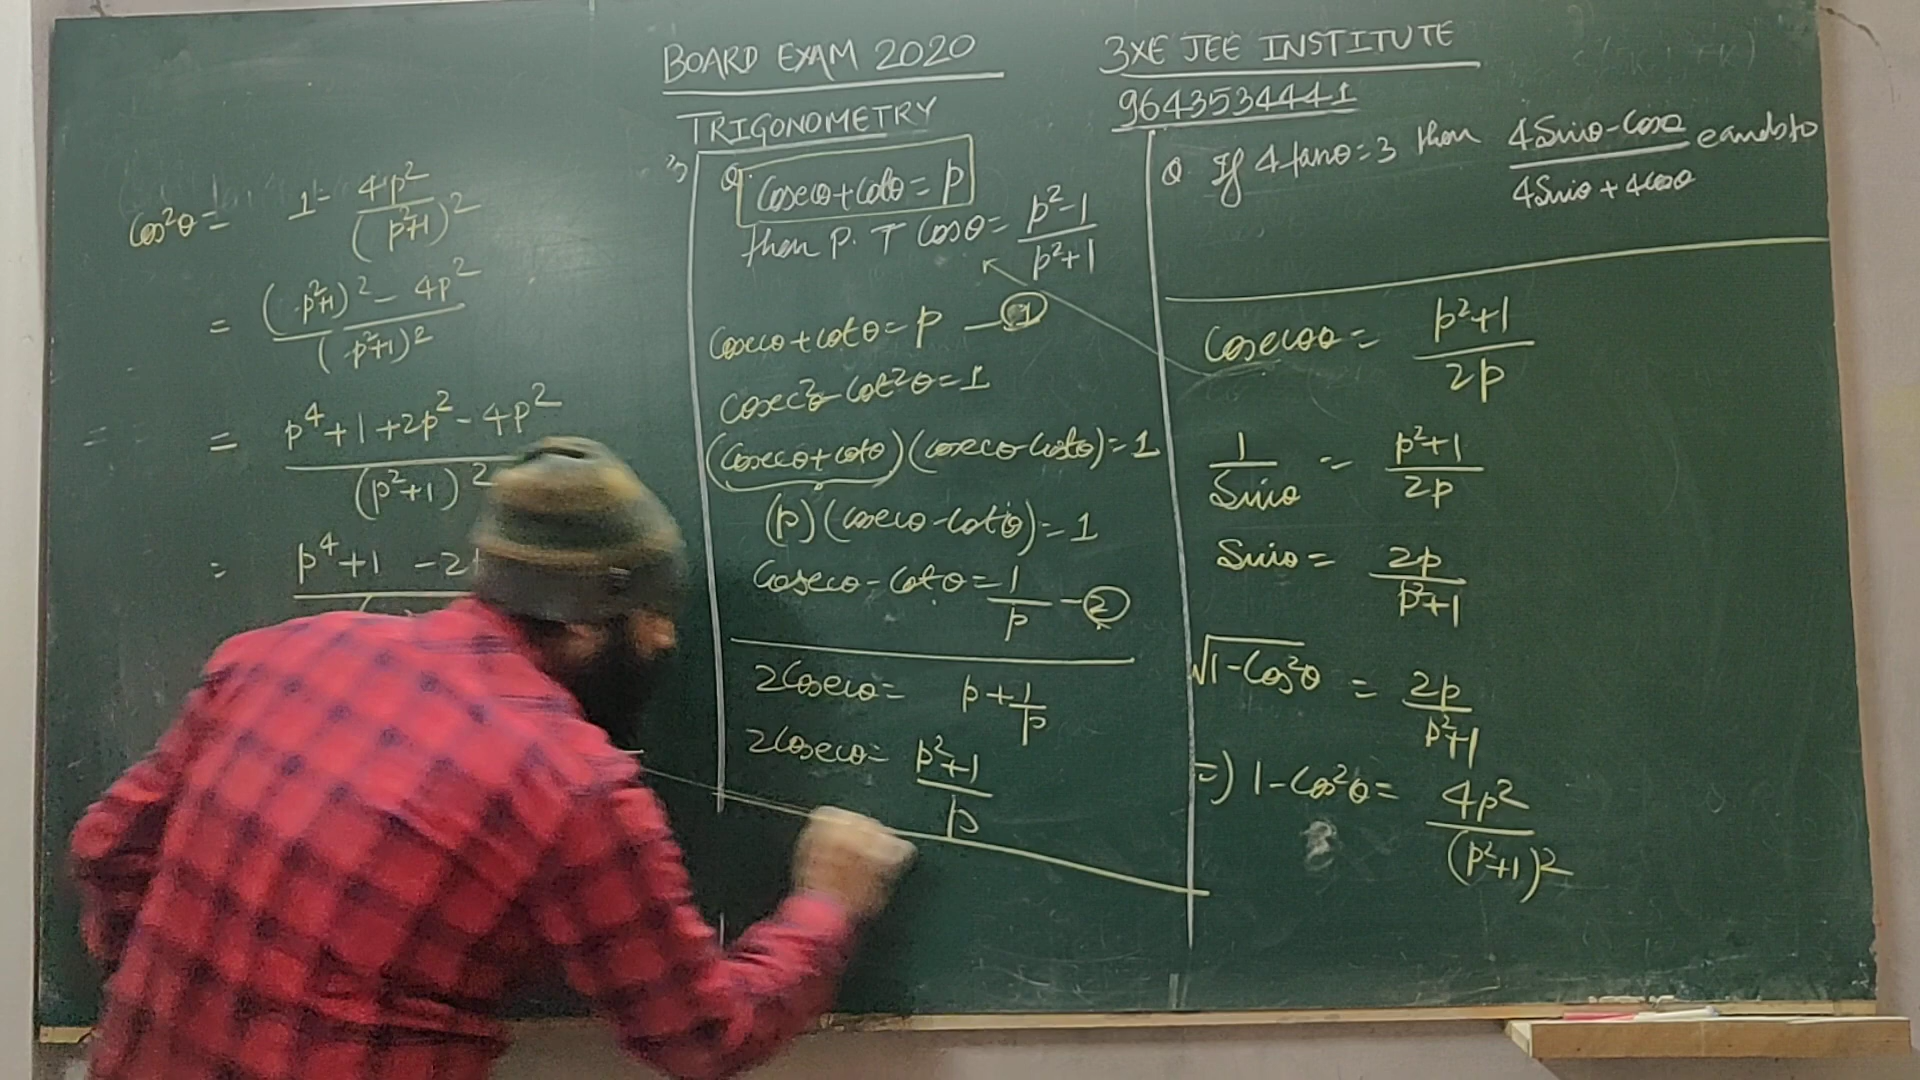 BOARD EXAM 2020
3XE JEE INSTITUTE
9643534441
TRIGONOMETRY
cos²θ = 1 - 4p² / (p²+1)²
= (p²+1)² - 4p² / (p²+1)²
= p⁴+1+2p²-4p² / (p²+1)²
= p⁴+1 -2
Q. Cosecθ+cotθ = p
then P. T Cosθ = p²-1 / p²+1
Cosecθ+cotθ = p — 1
Cosec²θ-Cot²θ = 1
(Cosecθ+cotθ)(cosecθ-cotθ) = 1
(p)(cosecθ-cotθ) = 1
Cosecθ-Cotθ = 1/p — 2
2Cosecθ = p + 1/p
2Cosecθ = p²+1 / p
Q. If 4tanθ=3 then 4Sinθ-Cosθ / 4Sinθ+4Cosθ
Cosecθ = p²+1 / 2p
1 / Sinθ = p²+1 / 2p
Sinθ = 2p / p²+1
√1-Cos²θ = 2p / p²+1
=) 1-Cos²θ = 4p² / (p²+1)²